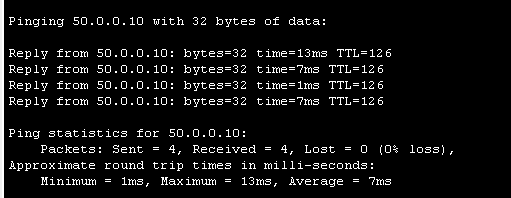 Pinging 50.0.0.10 with 32 bytes of data:
Reply from 50.0.0.10: bytes=32 time=13ms TTL=126
Reply from 50.0.0.10: bytes=32 time=7ms TTL=126
Reply from 50.0.0.10: bytes=32 time=1ms TTL=126
Reply from 50.0.0.10: bytes=32 time=7ms TTL=126
Ping statistics for 50.0.0.10:
Packets: Sent = 4, Received = 4, Lost = 0 (0% loss),
Approximate round trip times in milli-seconds:
Minimum = 1ms, Maximum = 13ms, Average = 7ms